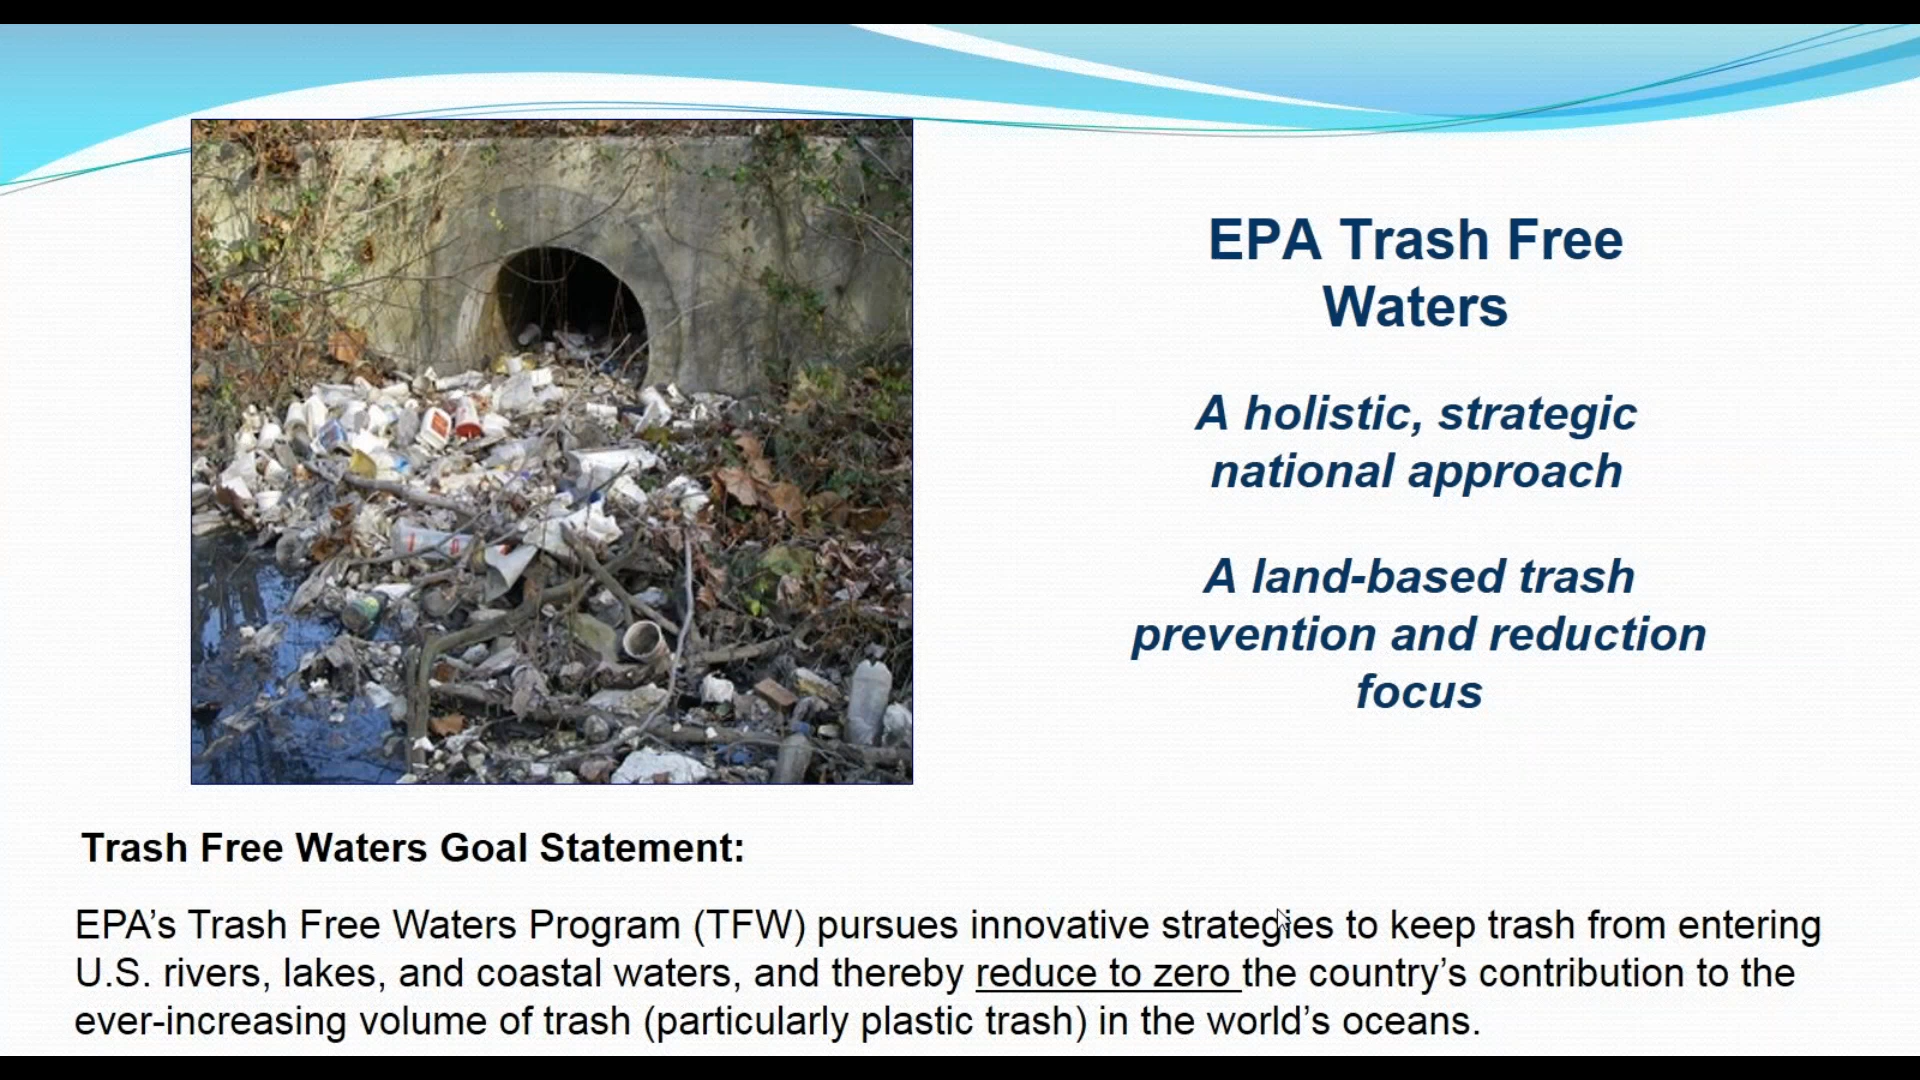 EPA Trash Free
Waters
A holistic, strategic
national approach
A land-based trash
prevention and reduction
focus
Trash Free Waters Goal Statement:
EPA’s Trash Free Waters Program (TFW) pursues innovative strategies to keep trash from entering
U.S. rivers, lakes, and coastal waters, and thereby reduce to zero the country’s contribution to the
ever-increasing volume of trash (particularly plastic trash) in the world’s oceans.